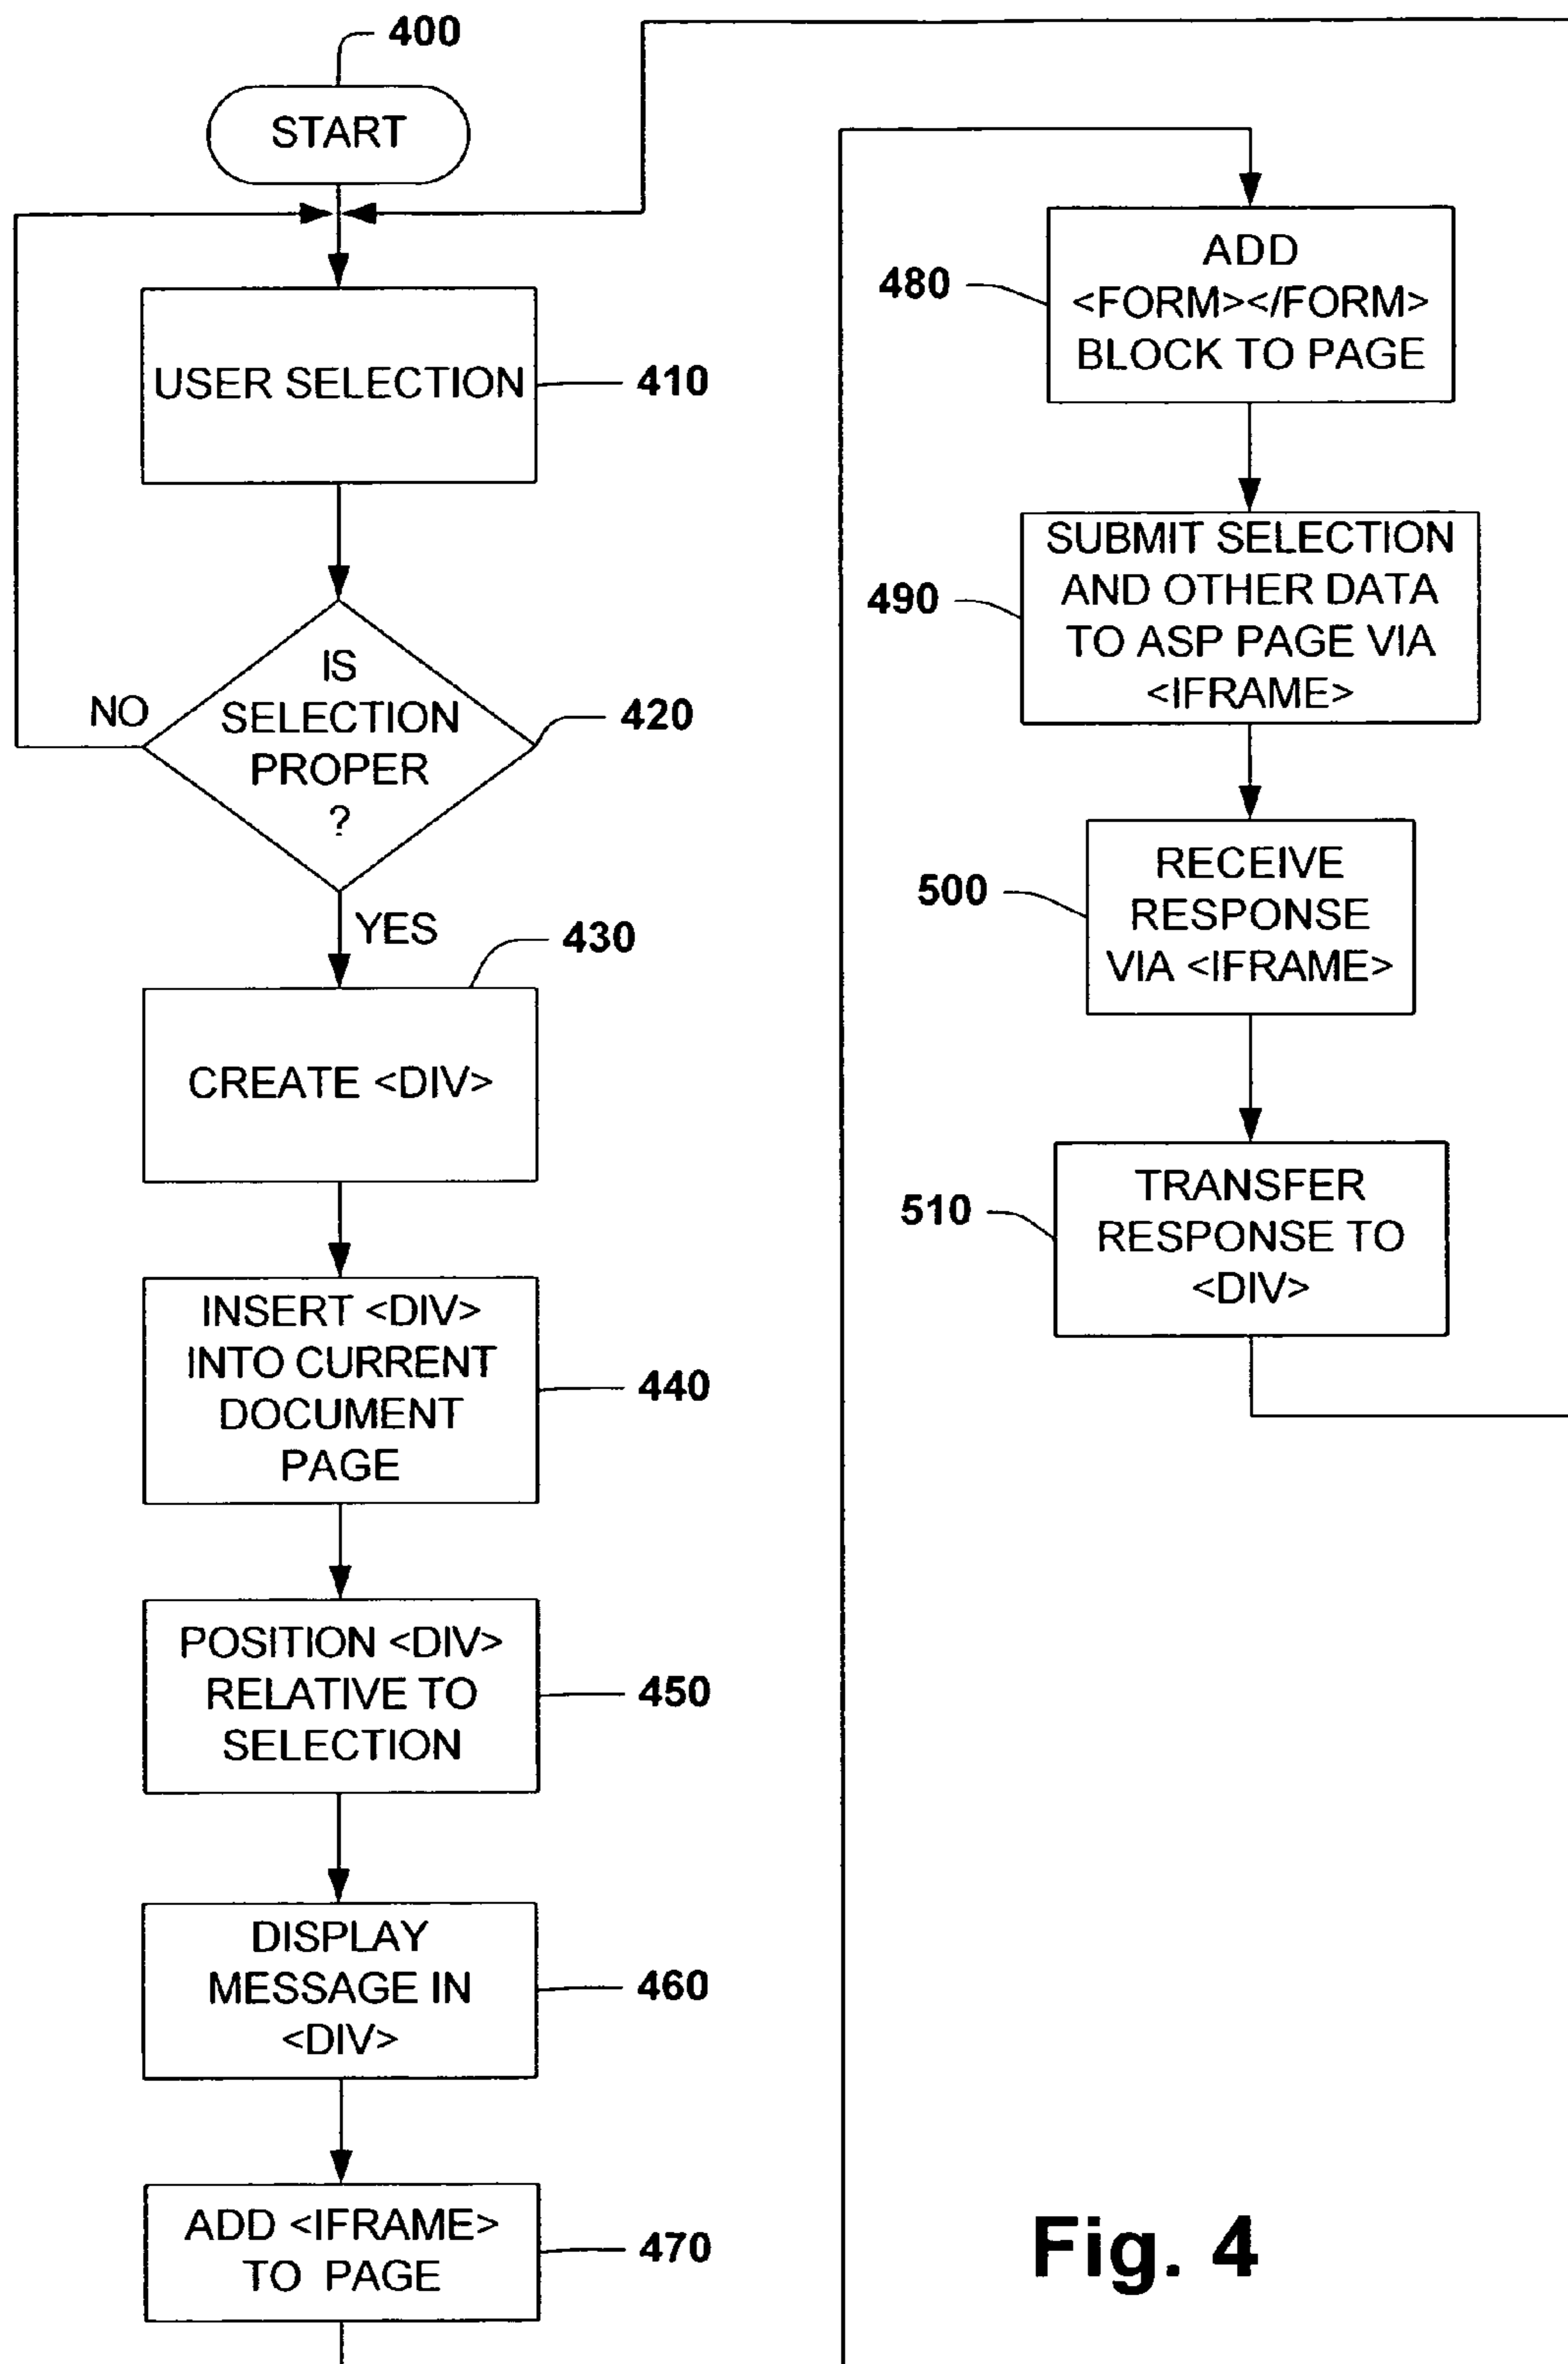 400
START
USER SELECTION
410
IS
SELECTION
PROPER
?
NO
420
YES
430
CREATE <DIV>
INSERT <DIV>
INTO CURRENT
DOCUMENT
PAGE
440
POSITION <DIV>
RELATIVE TO
SELECTION
450
DISPLAY
MESSAGE IN
<DIV>
460
ADD <IFRAME>
TO PAGE
470
ADD
<FORM></FORM>
BLOCK TO PAGE
480
SUBMIT SELECTION
AND OTHER DATA
TO ASP PAGE VIA
<IFRAME>
490
RECEIVE
RESPONSE
VIA <IFRAME>
500
TRANSFER
RESPONSE TO
<DIV>
510
Fig. 4